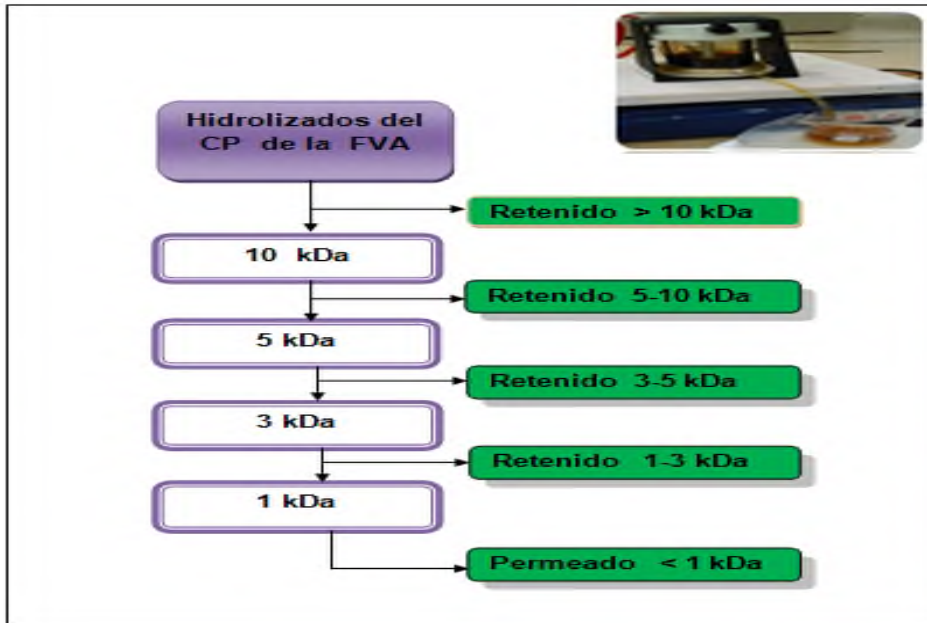 Hidrolizados del
CP de la FVA
Retenido > 10 kDa
10 kDa
Retenido 5-10 kDa
5 kDa
Retenido 3-5 kDa
3 kDa
Retenido 1-3 kDa
1 kDa
Permeado < 1 kDa